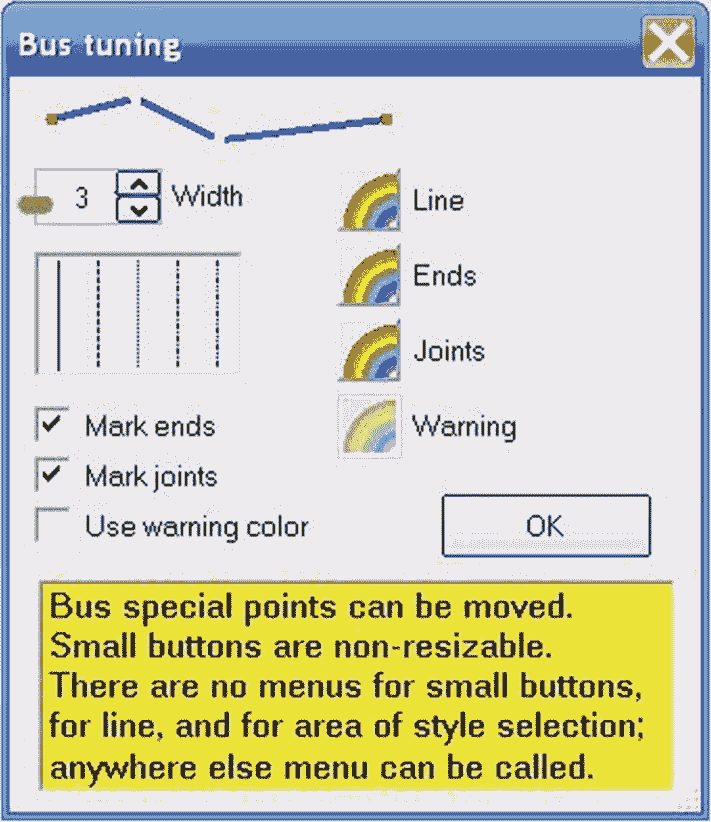 Bus tuning
3 Width
Line
Ends
Joints
Warning
Mark ends
Mark joints
Use warning color
OK
Bus special points can be moved.
Small buttons are non-resizable.
There are no menus for small buttons,
for line, and for area of style selection;
anywhere else menu can be called.